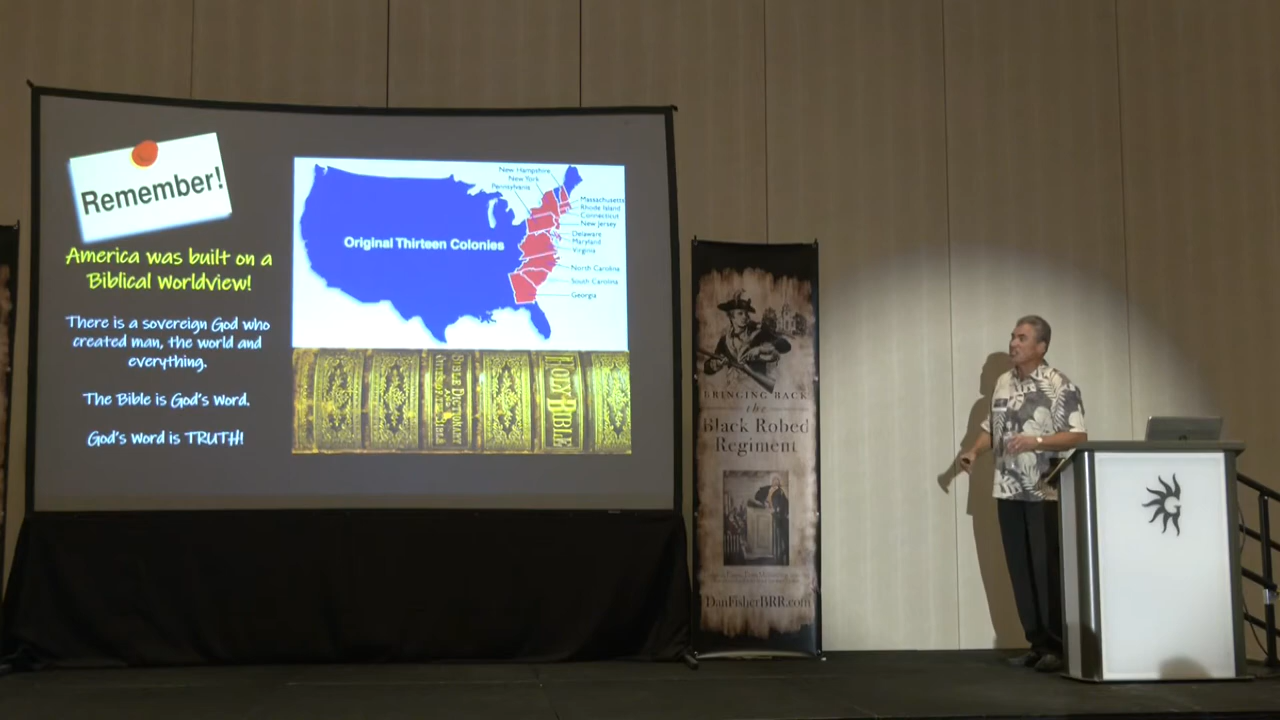 Remember!
America was built on a
Biblical Worldview!
There is a sovereign God who
created man, the world and
everything.
The Bible is God's word.
God's Word is TRUTH!
New Hampshire
New York
Pennsylvania
Massachusetts
Rhode Island
Connecticut
New Jersey
Delaware
Maryland
Virginia
North Carolina
South Carolina
Georgia
Original Thirteen Colonies
BIBLE DICTIONARY
HOLY BIBLE
BRINGING BACK
the
Black Robed
Regiment
DanFisherBRR.com